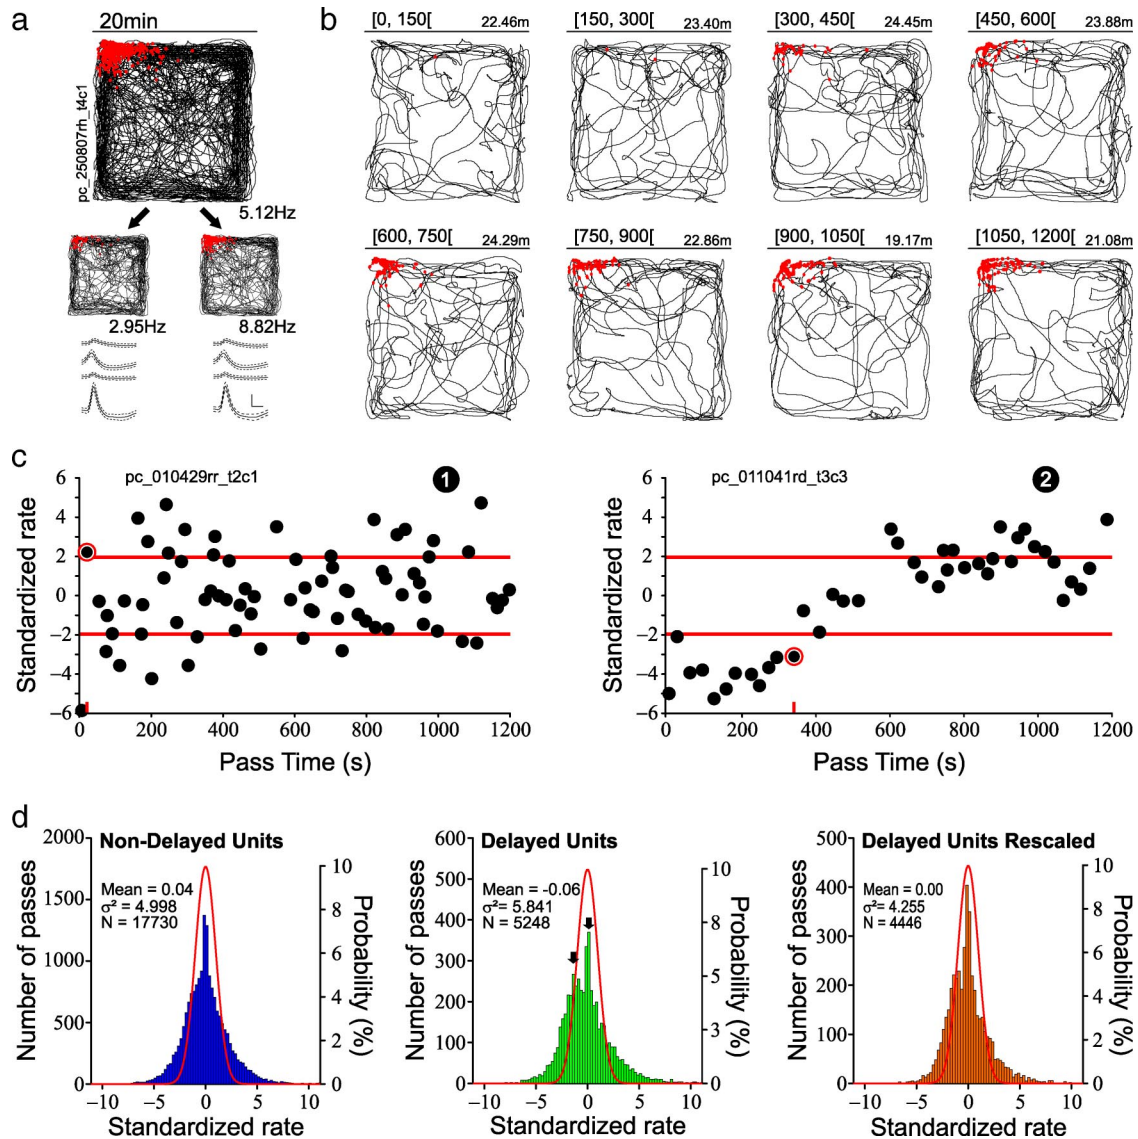 a
20min
pc_250807rh_t4c1
5.12Hz
2.95Hz
8.82Hz
b
[0, 150[ 22.46m
[150, 300[ 23.40m
[300, 450[ 24.45m
[450, 600[ 23.88m
[600, 750[ 24.29m
[750, 900[ 22.86m
[900, 1050[ 19.17m
[1050, 1200[ 21.08m
c
pc_010429rr_t2c1
1
Standardized rate
6
4
2
0
−2
−4
−6
0 200 400 600 800 1000 1200
Pass Time (s)
pc_011041rd_t3c3
2
Standardized rate
6
4
2
0
−2
−4
−6
0 200 400 600 800 1000 1200
Pass Time (s)
d
Non-Delayed Units
Mean = 0.04
σ²= 4.998
N = 17730
Number of passes
2000
1500
1000
500
0
Probability (%)
10
8
6
4
2
0
−10 −5 0 5 10
Standardized rate
Delayed Units
Mean = -0.06
σ²= 5.841
N = 5248
Number of passes
600
500
400
300
200
100
0
Probability (%)
10
8
5
3
0
−10 −5 0 5 10
Standardized rate
Delayed Units Rescaled
Mean = 0.00
σ²= 4.255
N = 4446
Number of passes
500
400
300
200
100
0
Probability (%)
10
8
6
4
2
0
−10 −5 0 5 10
Standardized rate